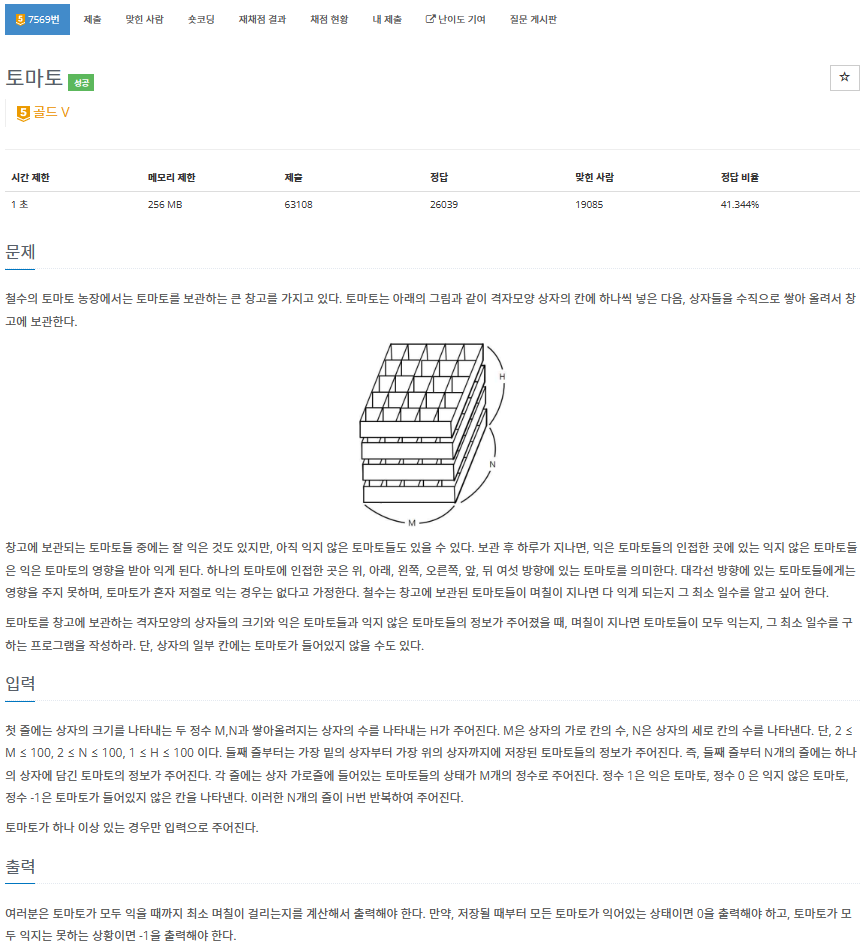 5 7569번 제출 맞힌 사람 숏코딩 재채점 결과 채점 현황 내 제출 난이도 기여 질문 게시판
토마토 성공
5 골드 V
시간 제한 메모리 제한 제출 정답 맞힌 사람 정답 비율
1 초 256 MB 63108 26039 19085 41.344%
문제
철수의 토마토 농장에서는 토마토를 보관하는 큰 창고를 가지고 있다. 토마토는 아래의 그림과 같이 격자모양 상자의 칸에 하나씩 넣은 다음, 상자들을 수직으로 쌓아 올려서 창
고에 보관한다.
H
N
M
창고에 보관되는 토마토들 중에는 잘 익은 것도 있지만, 아직 익지 않은 토마토들도 있을 수 있다. 보관 후 하루가 지나면, 익은 토마토들의 인접한 곳에 있는 익지 않은 토마토들
은 익은 토마토의 영향을 받아 익게 된다. 하나의 토마토에 인접한 곳은 위, 아래, 왼쪽, 오른쪽, 앞, 뒤 여섯 방향에 있는 토마토를 의미한다. 대각선 방향에 있는 토마토들에게는
영향을 주지 못하며, 토마토가 혼자 저절로 익는 경우는 없다고 가정한다. 철수는 창고에 보관된 토마토들이 며칠이 지나면 다 익게 되는지 그 최소 일수를 알고 싶어 한다.
토마토를 창고에 보관하는 격자모양의 상자들의 크기와 익은 토마토들과 익지 않은 토마토들의 정보가 주어졌을 때, 며칠이 지나면 토마토들이 모두 익는지, 그 최소 일수를 구
하는 프로그램을 작성하라. 단, 상자의 일부 칸에는 토마토가 들어있지 않을 수도 있다.
입력
첫 줄에는 상자의 크기를 나타내는 두 정수 M,N과 쌓아올려지는 상자의 수를 나타내는 H가 주어진다. M은 상자의 가로 칸의 수, N은 상자의 세로 칸의 수를 나타낸다. 단, 2 ≤
M ≤ 100, 2 ≤ N ≤ 100, 1 ≤ H ≤ 100 이다. 둘째 줄부터는 가장 밑의 상자부터 가장 위의 상자까지에 저장된 토마토들의 정보가 주어진다. 즉, 둘째 줄부터 N개의 줄에는 하나
의 상자에 담긴 토마토의 정보가 주어진다. 각 줄에는 상자 가로줄에 들어있는 토마토들의 상태가 M개의 정수로 주어진다. 정수 1은 익은 토마토, 정수 0 은 익지 않은 토마토,
정수 -1은 토마토가 들어있지 않은 칸을 나타낸다. 이러한 N개의 줄이 H번 반복하여 주어진다.
토마토가 하나 이상 있는 경우만 입력으로 주어진다.
출력
여러분은 토마토가 모두 익을 때까지 최소 며칠이 걸리는지를 계산해서 출력해야 한다. 만약, 저장될 때부터 모든 토마토가 익어있는 상태이면 0을 출력해야 하고, 토마토가 모
두 익지는 못하는 상황이면 -1을 출력해야 한다.